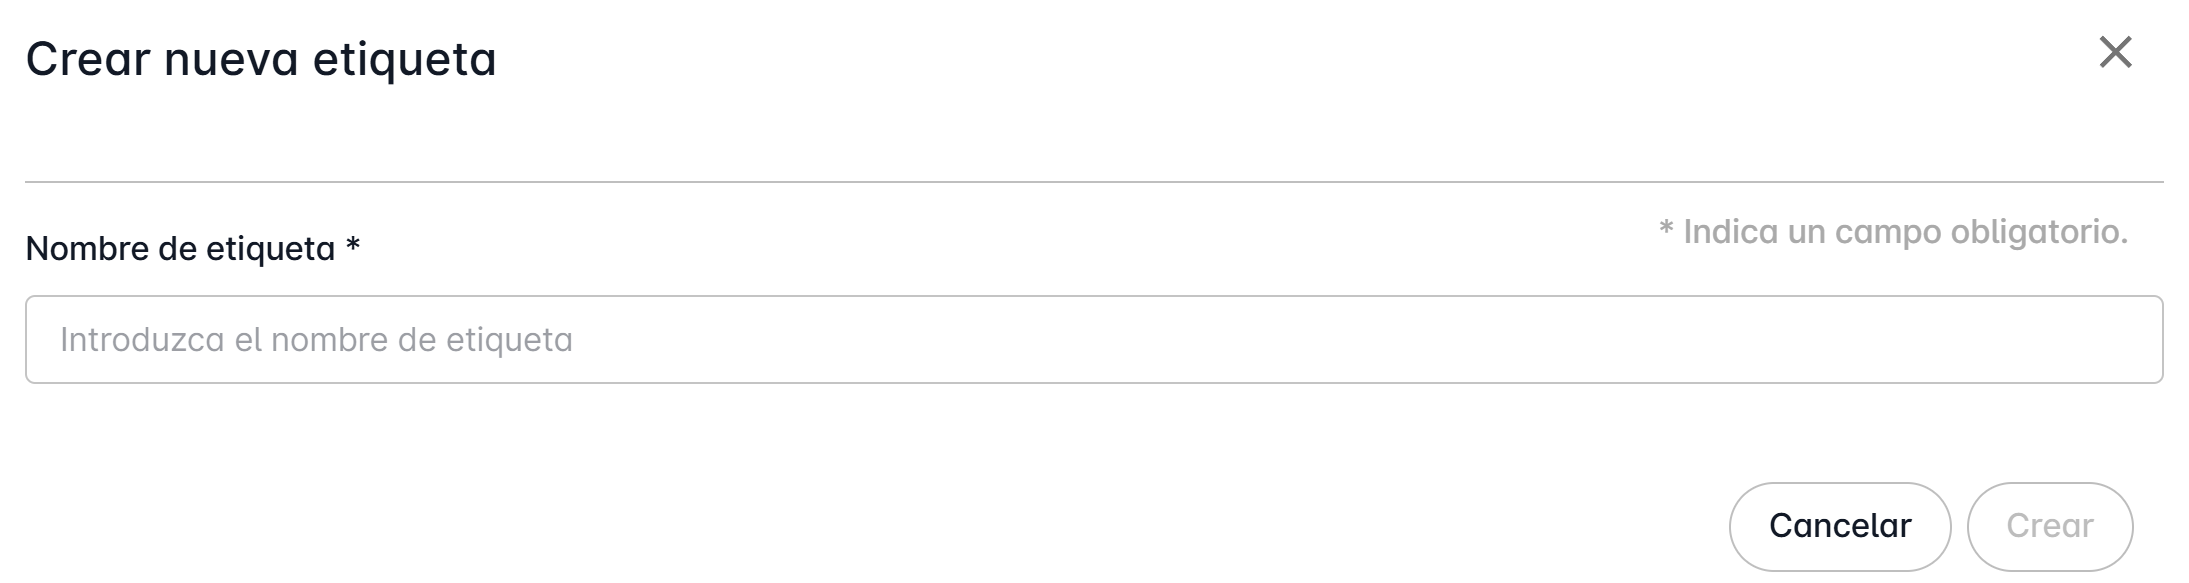 Crear nueva etiqueta
* Indica un campo obligatorio.
Nombre de etiqueta *
Introduzca el nombre de etiqueta
Cancelar
Crear